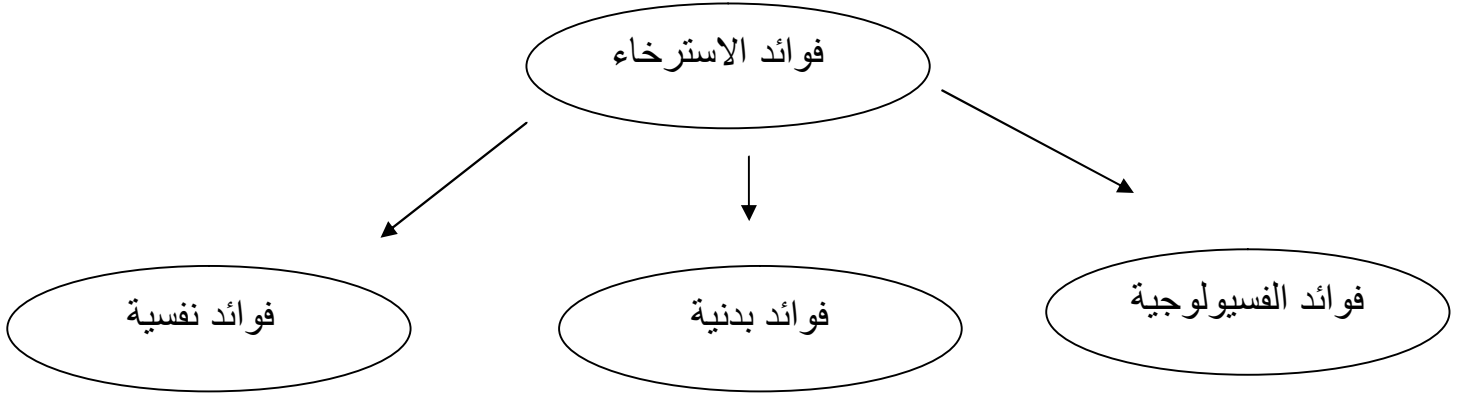 فوائد الاسترخاء
فوائد الفسيولوجية
فوائد بدنية
فوائد نفسية